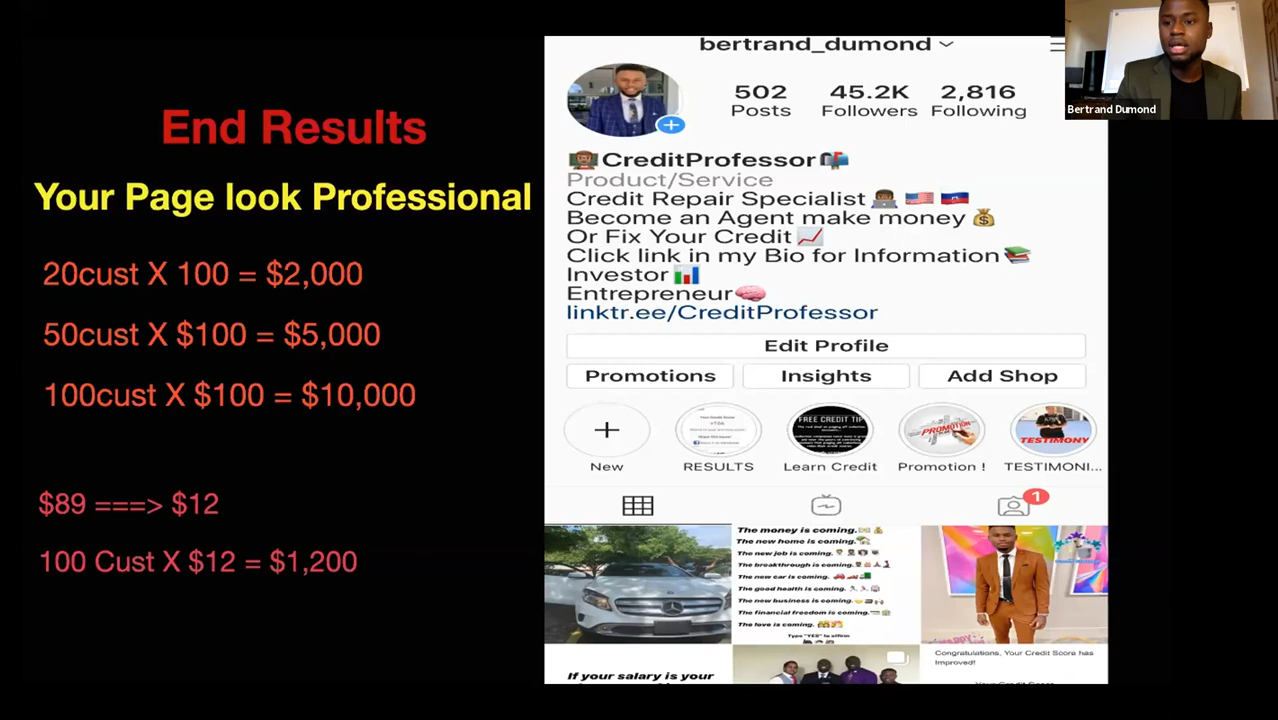 End Results
Your Page look Professional
20cust X 100 = $2,000
50cust X $100 = $5,000
100cust X $100 = $10,000
$89 ===> $12
100 Cust X $12 = $1,200
bertrand_dumond
502
45.2K
2,816
Posts
Followers
Following
CreditProfessor
Product/Service
Credit Repair Specialist
Become an Agent make money
Or Fix Your Credit
Click link in my Bio for Information
Investor
Entrepreneur
linktr.ee/CreditProfessor
Edit Profile
Promotions
Insights
Add Shop
FREE CREDIT TIP
PROMOTION
TESTIMONY
New
RESULTS
Learn Credit
Promotion !
TESTIMONI...
1
The money is coming.
The new home is coming.
The new job is coming.
The breakthrough is coming.
The new car is coming.
The good health is coming.
The new business is coming.
The financial freedom is coming.
The love is coming.
Type "YES" to affirm
If your salary is your
Congratulations, Your Credit Score has
Improved!
Bertrand Dumond